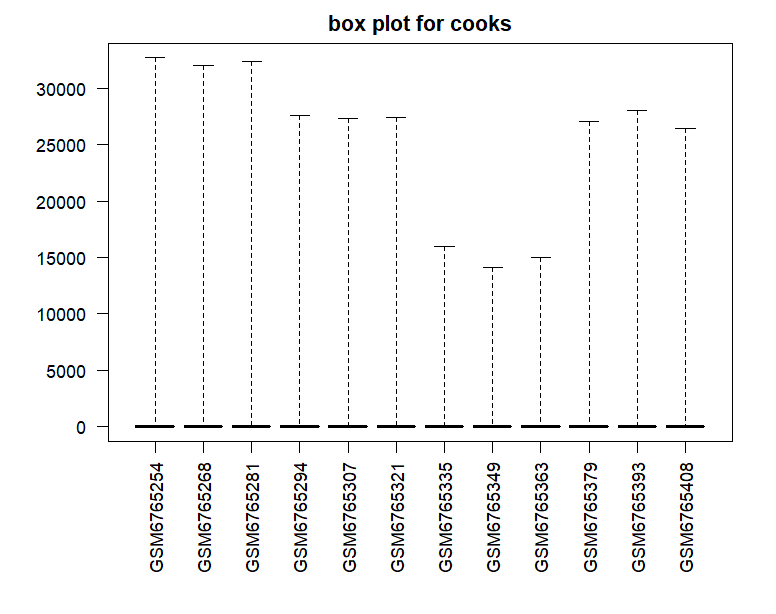 box plot for cooks
30000
25000
20000
15000
10000
5000
0
GSM6765254
GSM6765268
GSM6765281
GSM6765294
GSM6765307
GSM6765321
GSM6765335
GSM6765349
GSM6765363
GSM6765379
GSM6765393
GSM6765408